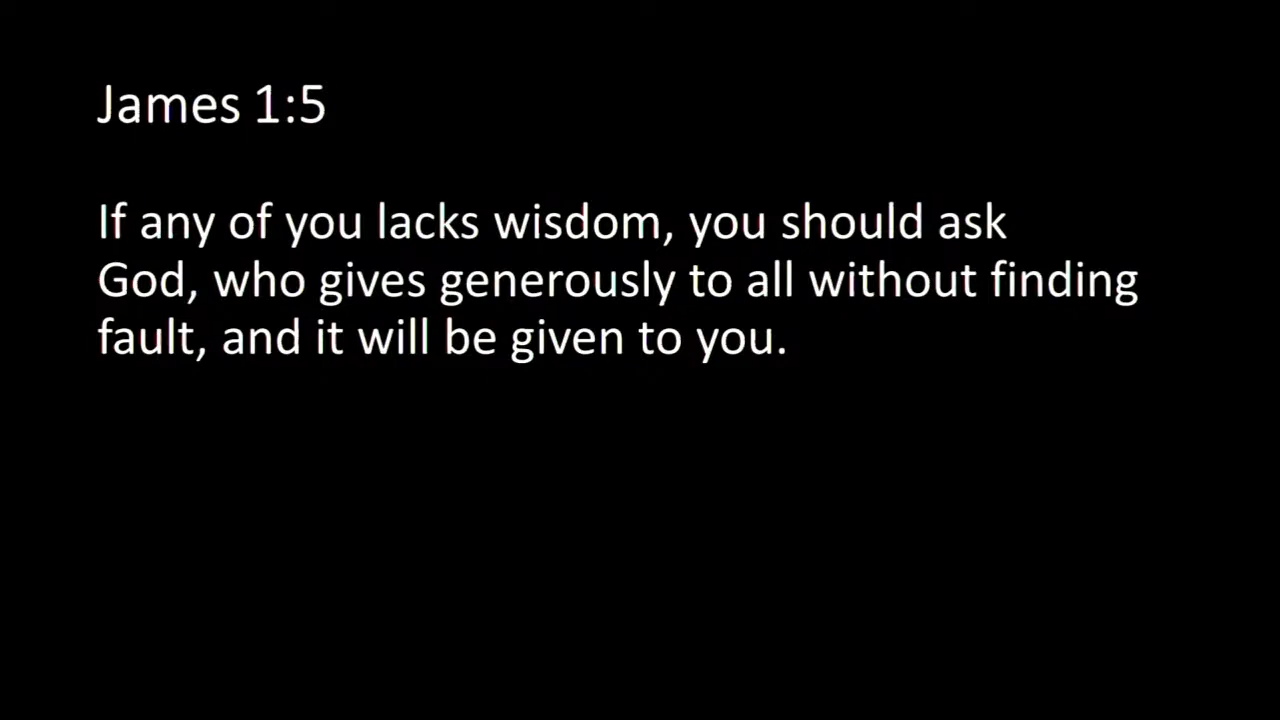 James 1:5
If any of you lacks wisdom, you should ask
God, who gives generously to all without finding
fault, and it will be given to you.